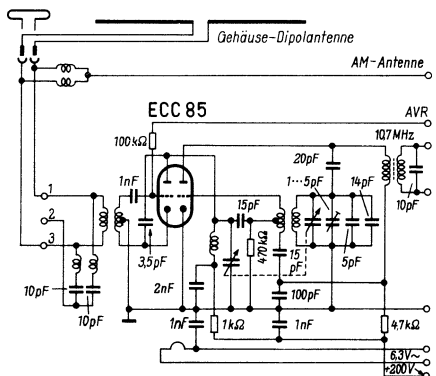 Gehäuse-Dipolantenne
AM-Antenne
ECC 85
AVR
100kΩ
10,7MHz
20pF
1nF
1…5pF
14pF
15pF
10pF
1
2
3
3,5pF
470kΩ
15
pF
5pF
2nF
100pF
10pF
10pF
1nF
1kΩ
1nF
4,7kΩ
6,3V~
+200V